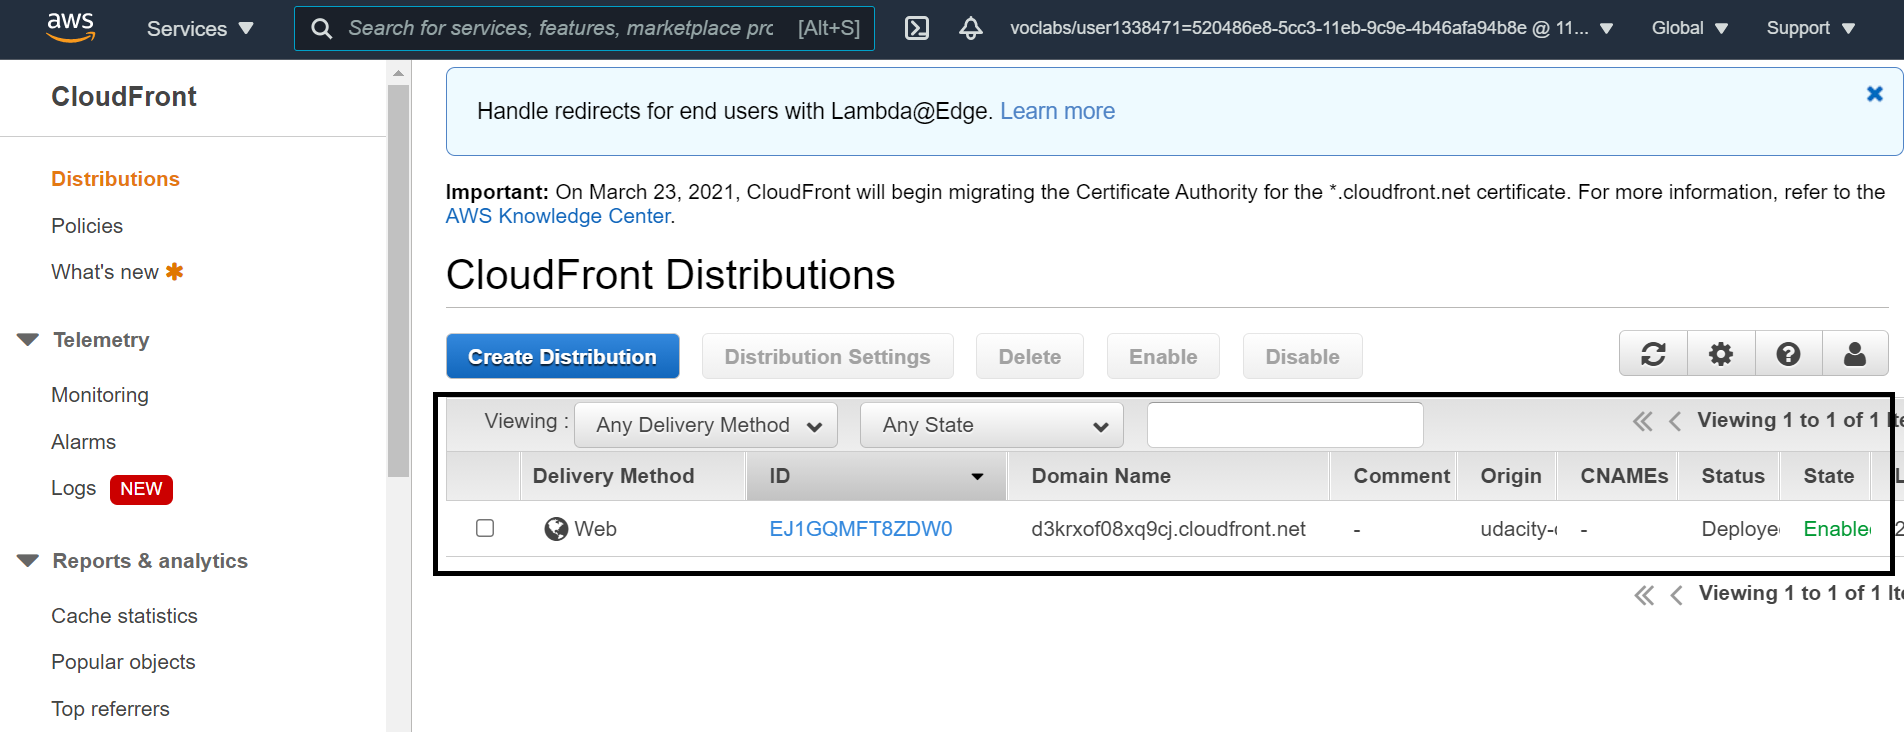 aws
Services
Search for services, features, marketplace prc [Alt+S]
voclabs/user1338471=520486e8-5cc3-11eb-9c9e-4b46afa94b8e @ 11...
Global
Support
CloudFront
Distributions
Policies
What's new
Telemetry
Monitoring
Alarms
Logs NEW
Reports & analytics
Cache statistics
Popular objects
Top referrers
Handle redirects for end users with Lambda@Edge. Learn more
Important: On March 23, 2021, CloudFront will begin migrating the Certificate Authority for the *.cloudfront.net certificate. For more information, refer to the
AWS Knowledge Center.
CloudFront Distributions
Create Distribution
Distribution Settings
Delete
Enable
Disable
Viewing : Any Delivery Method Any State Viewing 1 to 1 of 1 Ite
Delivery Method ID Domain Name Comment Origin CNAMEs Status State L
Web EJ1GQMFT8ZDW0 d3krxof08xq9cj.cloudfront.net - udacity- - Deploye Enable 2
Viewing 1 to 1 of 1 Ite